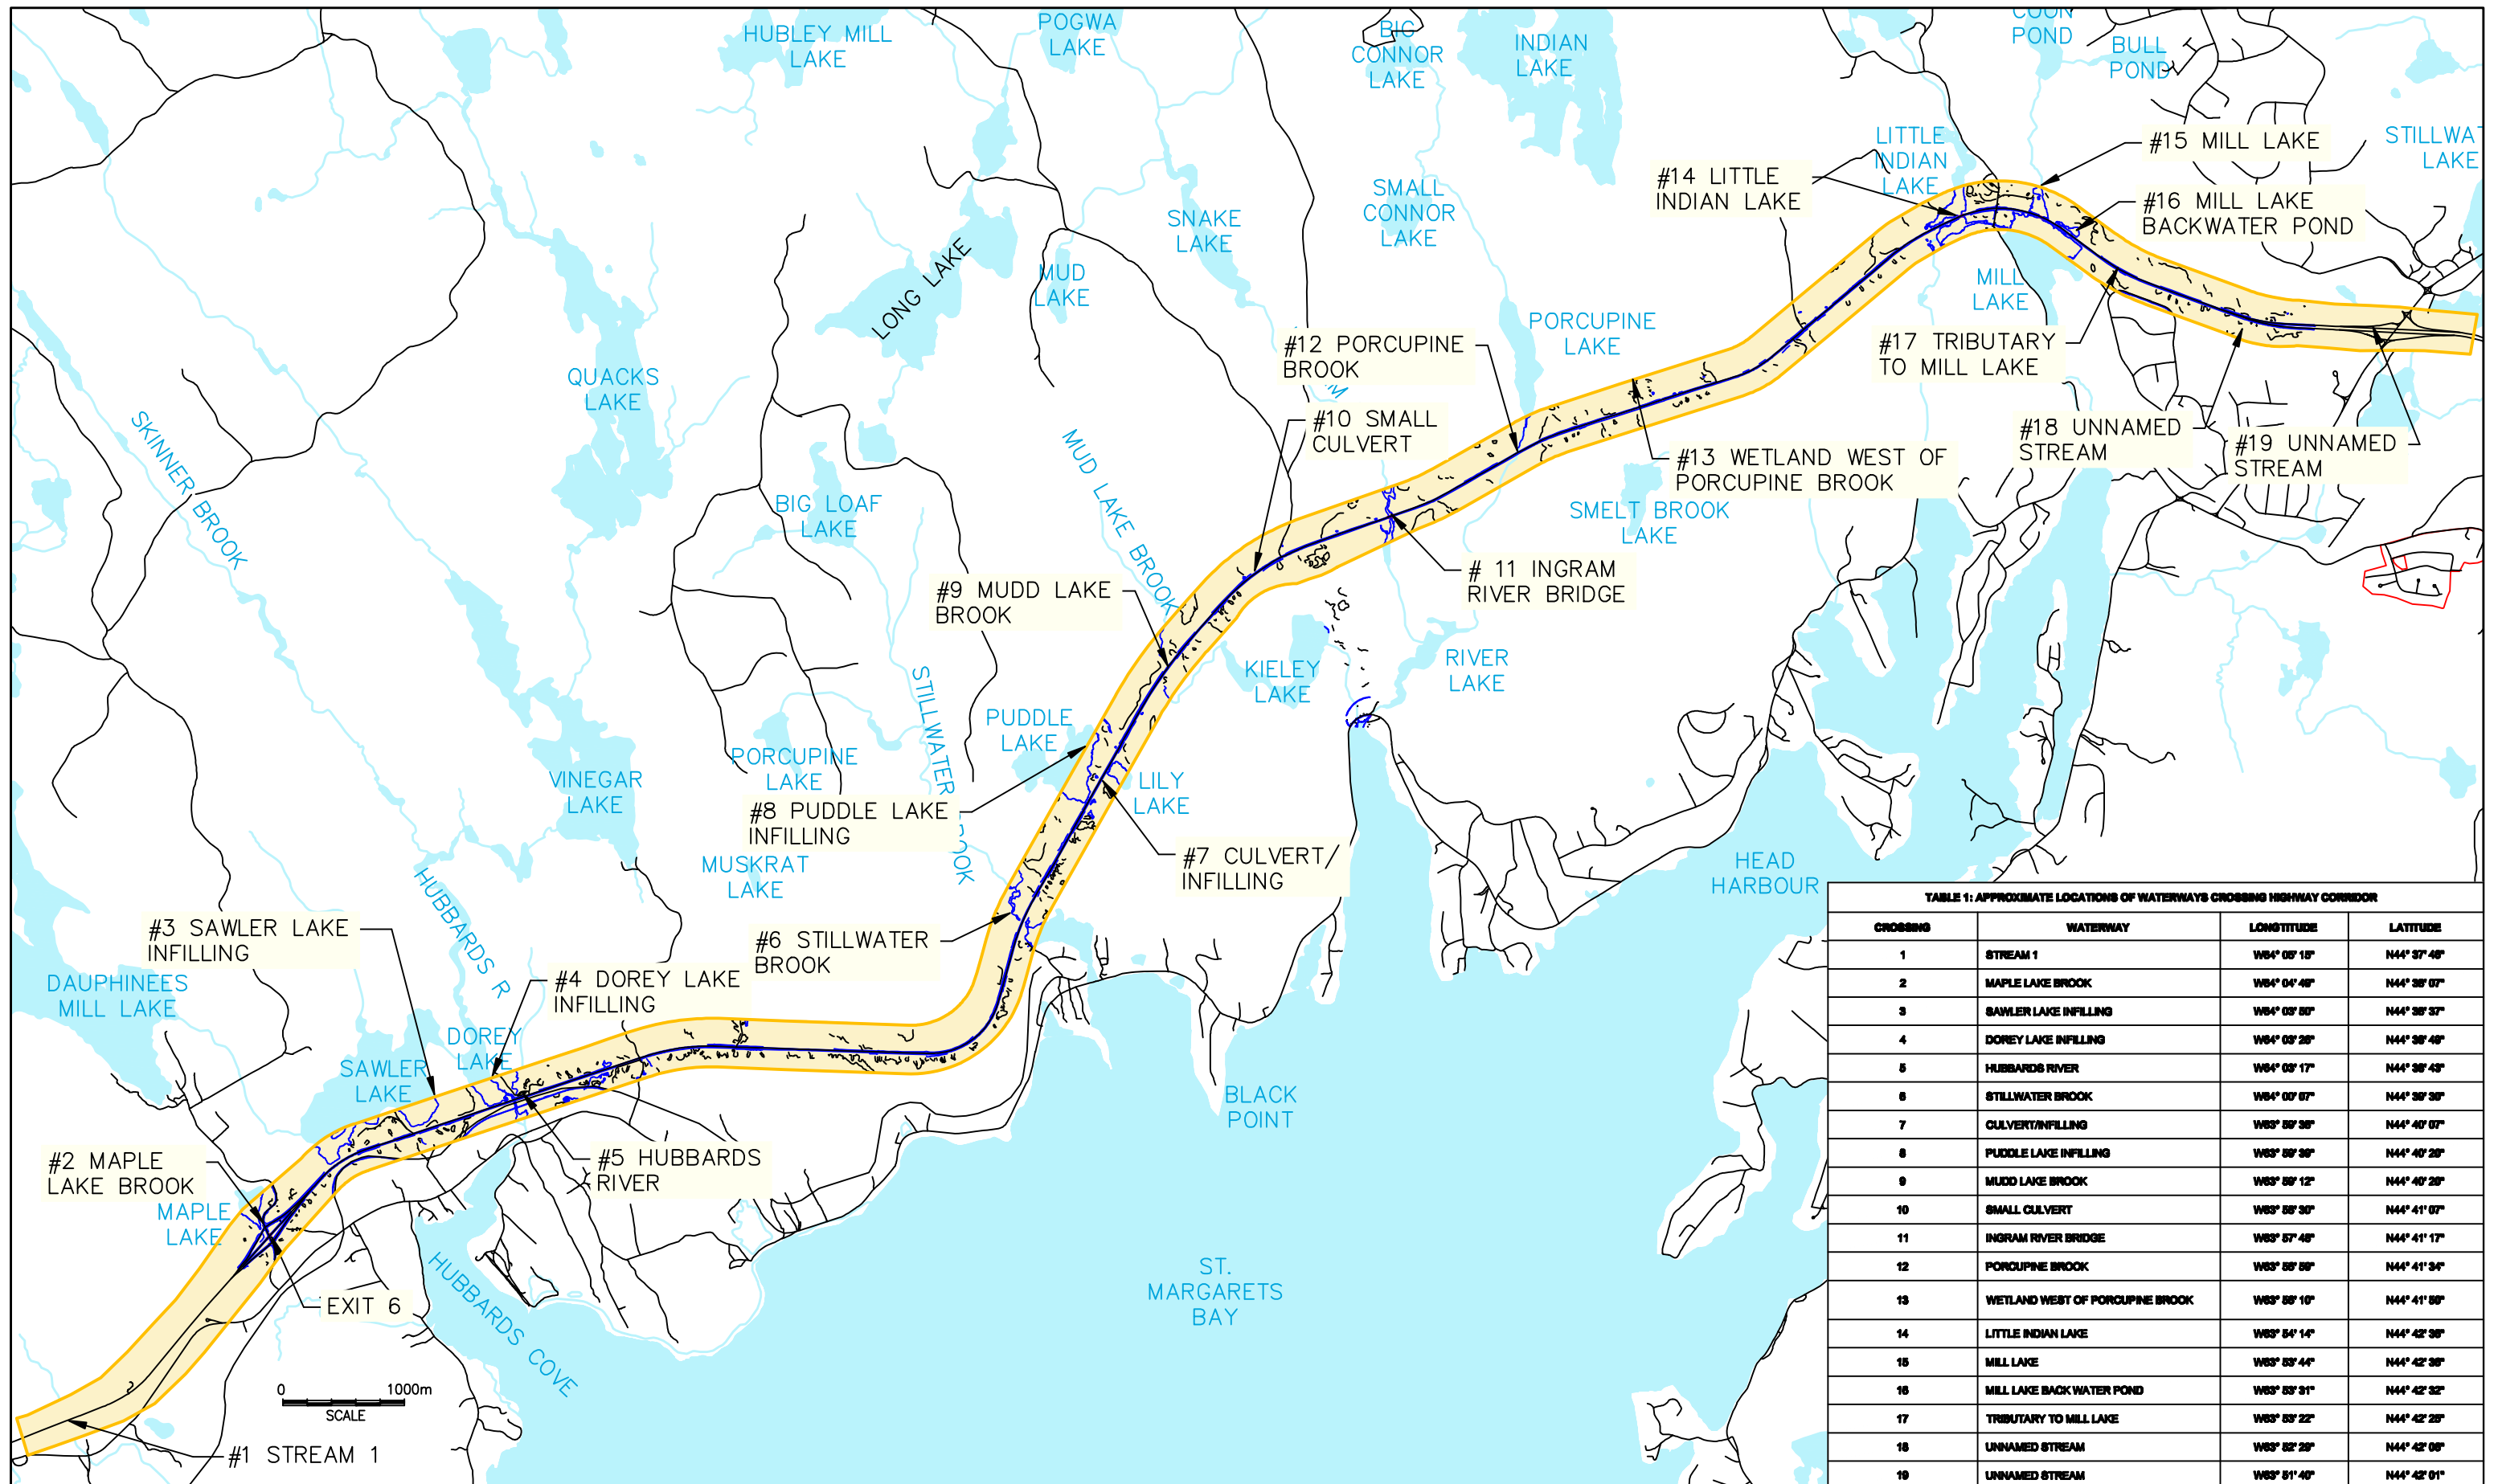 HUBLEY MILL
LAKE
POGWA
LAKE
BIG
CONNOR
LAKE
INDIAN
LAKE
COON
POND
BULL
POND
LITTLE
INDIAN
LAKE
#15 MILL LAKE
STILLWAT
LAKE
#14 LITTLE
INDIAN LAKE
#16 MILL LAKE
BACKWATER POND
SMALL
CONNOR
LAKE
SNAKE
LAKE
MUD
LAKE
LONG LAKE
MILL
LAKE
#12 PORCUPINE
BROOK
PORCUPINE
LAKE
#17 TRIBUTARY
TO MILL LAKE
QUACKS
LAKE
SKINNER BROOK
#10 SMALL
CULVERT
MUD LAKE BROOK
#13 WETLAND WEST OF
PORCUPINE BROOK
#18 UNNAMED
STREAM
#19 UNNAMED
STREAM
BIG LOAF
LAKE
SMELT BROOK
LAKE
# 11 INGRAM
RIVER BRIDGE
#9 MUDD LAKE
BROOK
KIELEY
LAKE
RIVER
LAKE
STILLWATER
PUDDLE
LAKE
PORCUPINE
LAKE
VINEGAR
LAKE
LILY
LAKE
#8 PUDDLE LAKE
INFILLING
#7 CULVERT/
INFILLING
MUSKRAT
LAKE
HEAD
HARBOUR
HUBBARDS R
#3 SAWLER LAKE
INFILLING
#6 STILLWATER
BROOK
#4 DOREY LAKE
INFILLING
DAUPHINEES
MILL LAKE
DOREY
LAKE
SAWLER
LAKE
BLACK
POINT
#2 MAPLE
LAKE BROOK
#5 HUBBARDS
RIVER
MAPLE
LAKE
HUBBARDS COVE
EXIT 6
ST.
MARGARETS
BAY
0 1000m
SCALE
#1 STREAM 1
TABLE 1: APPROXIMATE LOCATIONS OF WATERWAYS CROSSING HIGHWAY CORRIDOR
CROSSING WATERWAY LONGTITUDE LATITUDE
1 STREAM 1
2 MAPLE LAKE BROOK
3 SAWLER LAKE INFILLING
4 DOREY LAKE INFILLING
5 HUBBARDS RIVER
6 STILLWATER BROOK
7 CULVERT/INFILLING
8 PUDDLE LAKE INFILLING
9 MUDD LAKE BROOK
10 SMALL CULVERT
11 INGRAM RIVER BRIDGE
12 PORCUPINE BROOK
13 WETLAND WEST OF PORCUPINE BROOK
14 LITTLE INDIAN LAKE
15 MILL LAKE
16 MILL LAKE BACK WATER POND
17 TRIBUTARY TO MILL LAKE
18 UNNAMED STREAM
19 UNNAMED STREAM